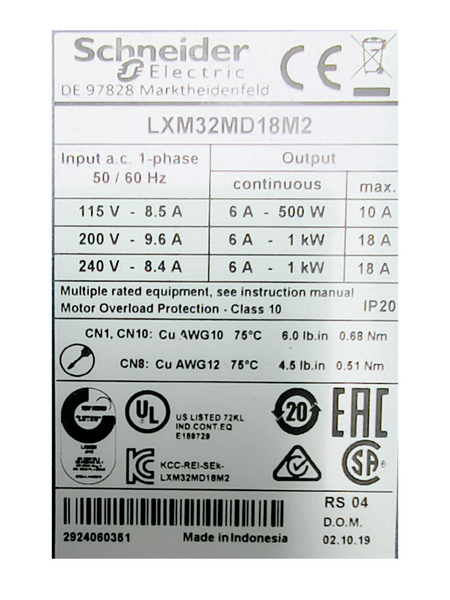 Schneider
Electric
DE 97828 Marktheidenfeld
CE
LXM32MD18M2
Input a.c. 1-phase
50 / 60 Hz
Output
continuous
max.
115 V - 8.5 A 6 A - 500 W 10 A
200 V - 9.6 A 6 A - 1 kW 18 A
240 V - 8.4 A 6 A - 1 kW 18 A
Multiple rated equipment, see instruction manual
Motor Overload Protection - Class 10 IP20
CN1, CN10: Cu AWG10 75°C 6.0 lb.in 0.68 Nm
CN8: Cu AWG12 75°C 4.5 lb.in 0.51 Nm
UL
US LISTED 72KL
IND.CONT.EQ
E189729
20
EAC
KC
KCC-REI-SEk-
LXM32MD18M2
SA
RS 04
D.O.M.
2924060351 Made in Indonesia 02.10.19